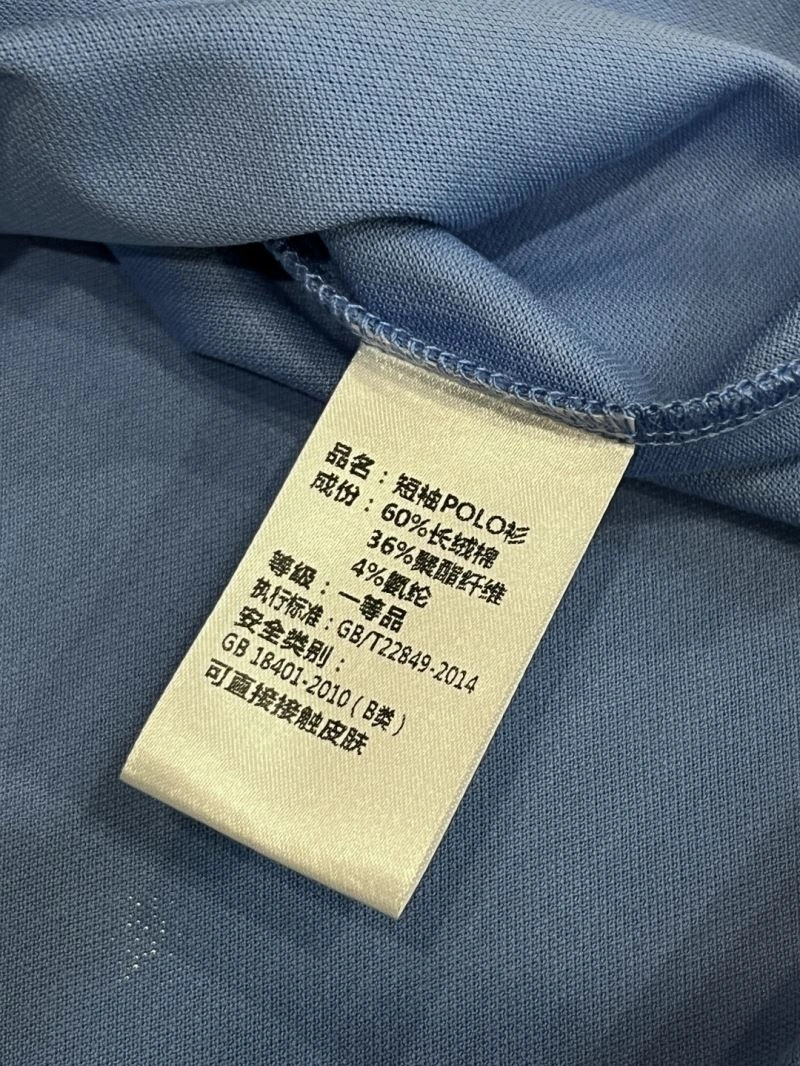 品名：短袖POLO衫
成份：60%长绒棉
36%聚酯纤维
4%氨纶
等级：一等品
执行标准：GB/T22849-2014
安全类别：
GB 18401-2010（B类）
可直接接触皮肤